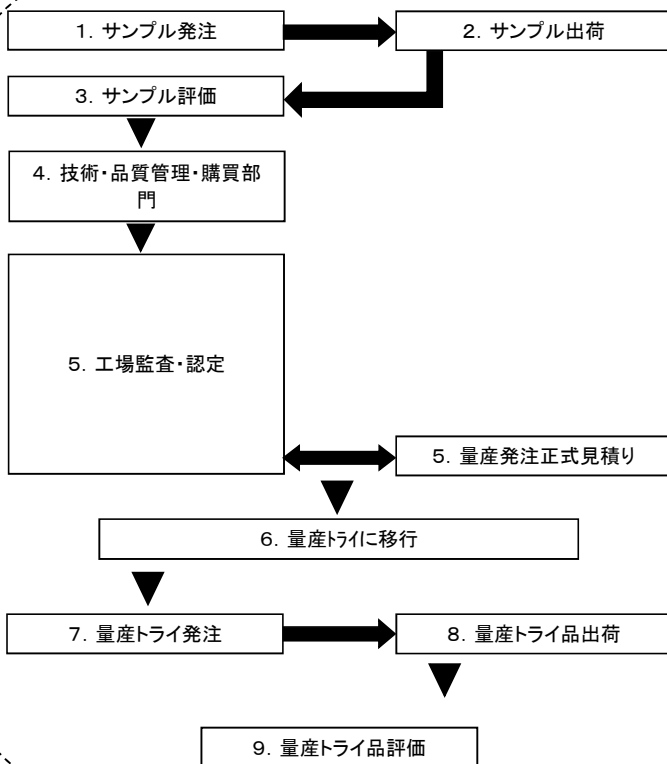 1. サンプル発注
2. サンプル出荷
3. サンプル評価
4. 技術・品質管理・購買部
門
5. 工場監査・認定
5. 量産発注正式見積り
6. 量産トライに移行
7. 量産トライ発注
8. 量産トライ品出荷
9. 量産トライ品評価